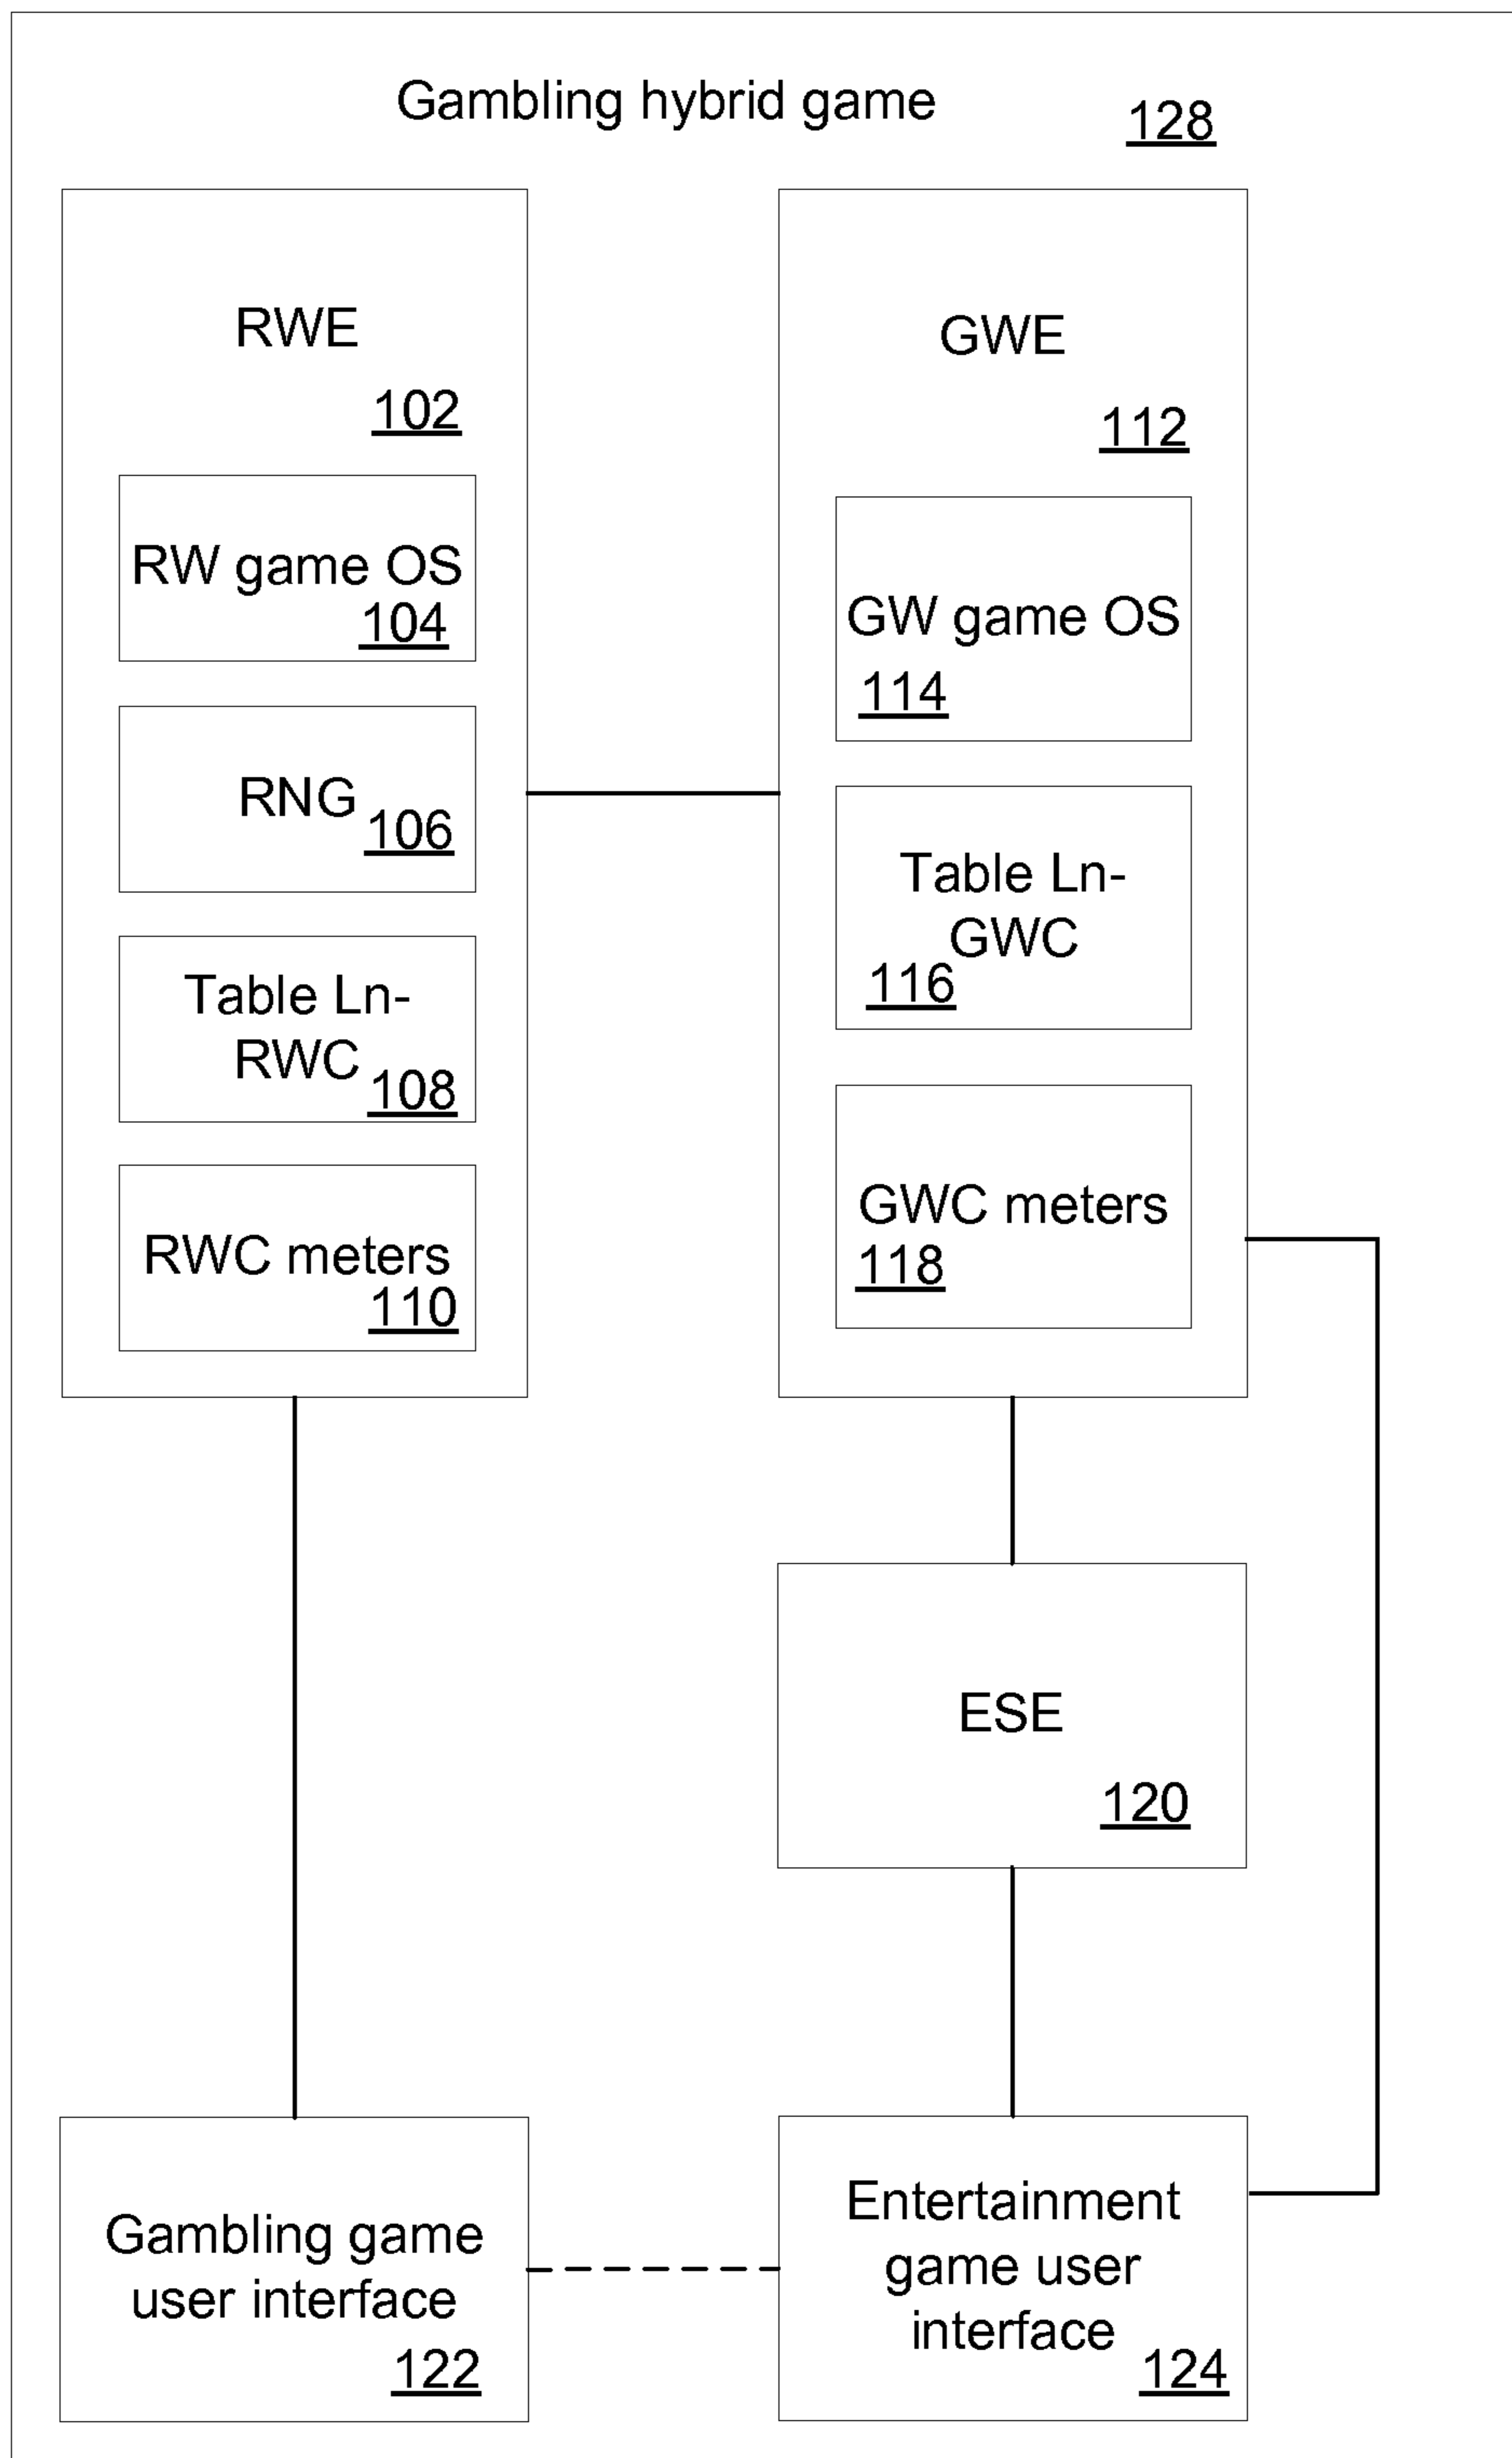 Gambling hybrid game
128
RWE
102
RW game OS
104
RNG
106
Table Ln-
RWC
108
RWC meters
110
GWE
112
GW game OS
114
Table Ln-
GWC
116
GWC meters
118
ESE
120
Gambling game
user interface
122
Entertainment
game user
interface
124